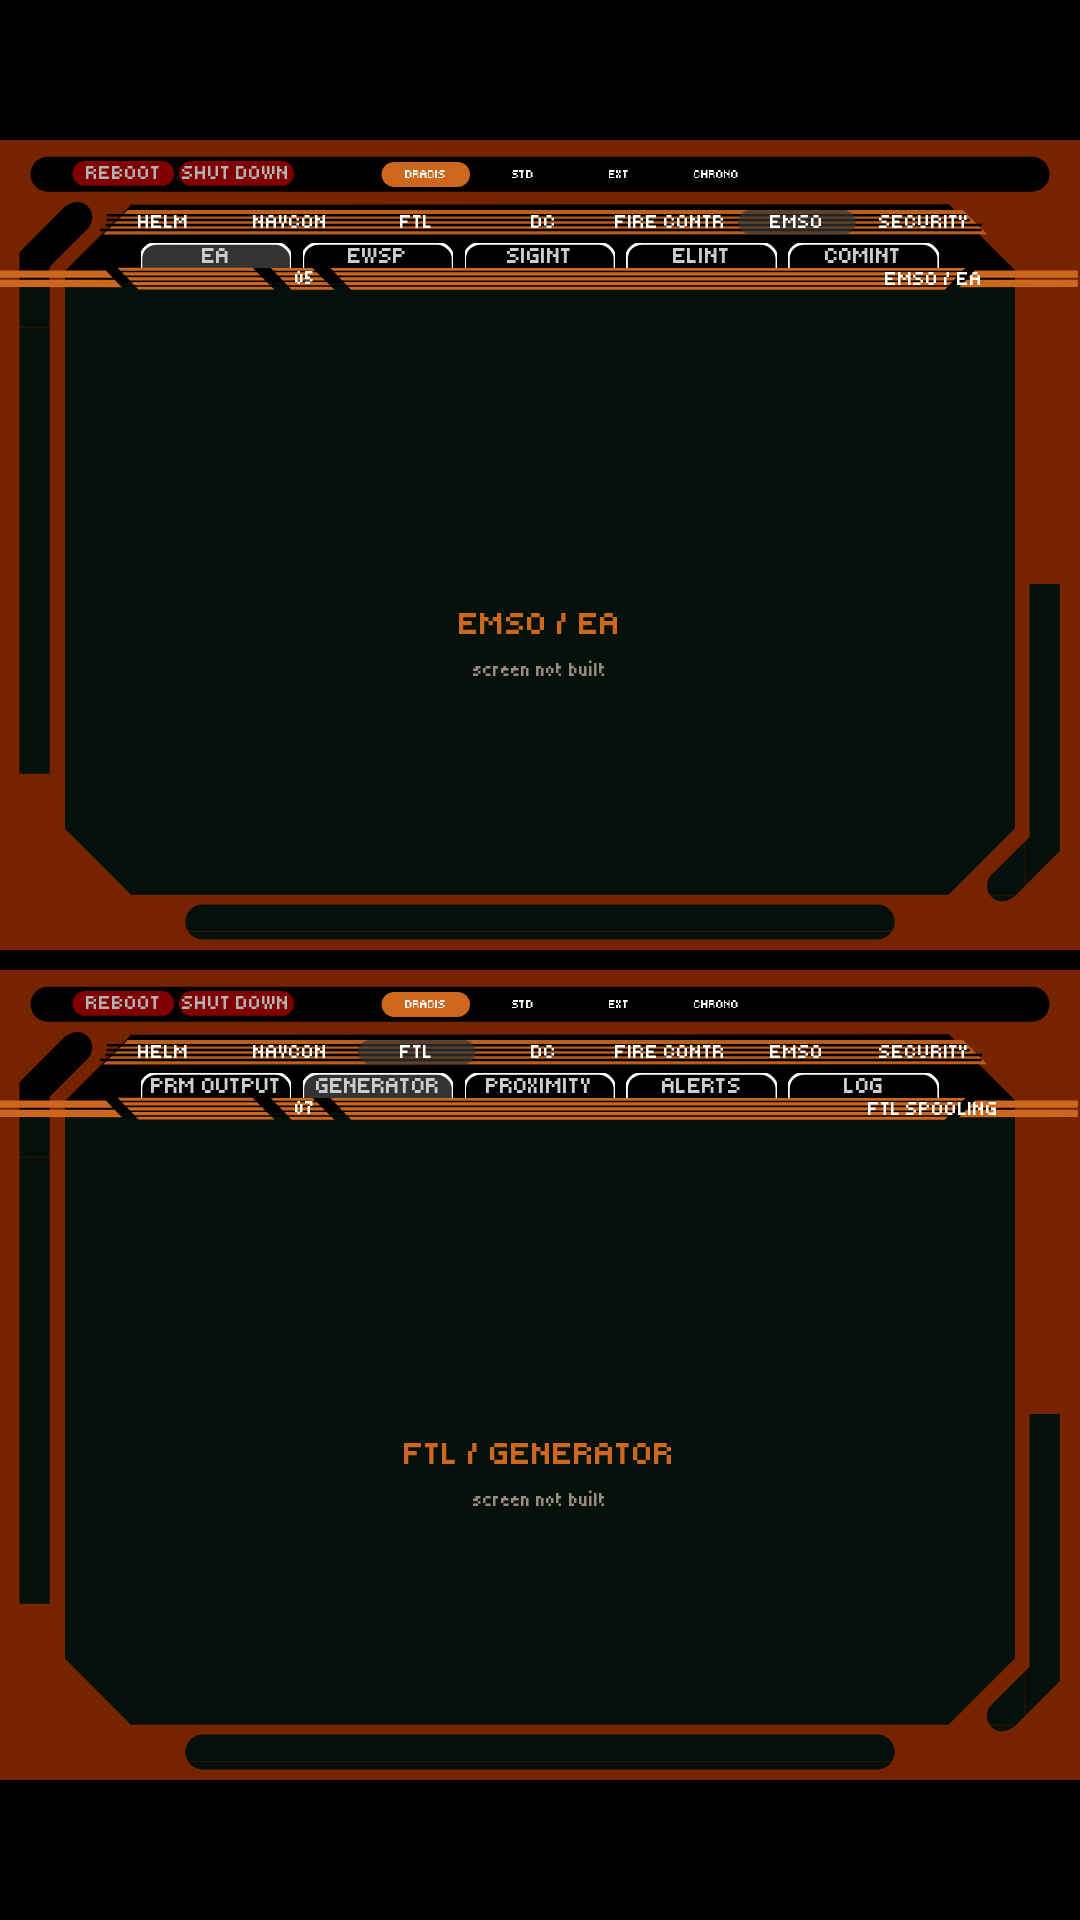 REBOOT SHUT DOWN DRADIS STD EXT CHRONO
HELM NAVCON FTL DC FIRE CONTR EMSO SECURITY
EA EWSP SIGINT ELINT COMINT
05 EMSO / EA
EMSO / EA
screen not built
REBOOT SHUT DOWN DRADIS STD EXT CHRONO
HELM NAVCON FTL DC FIRE CONTR EMSO SECURITY
PRM OUTPUT GENERATOR PROXIMITY ALERTS LOG
07 FTL SPOOLING
FTL / GENERATOR
screen not built